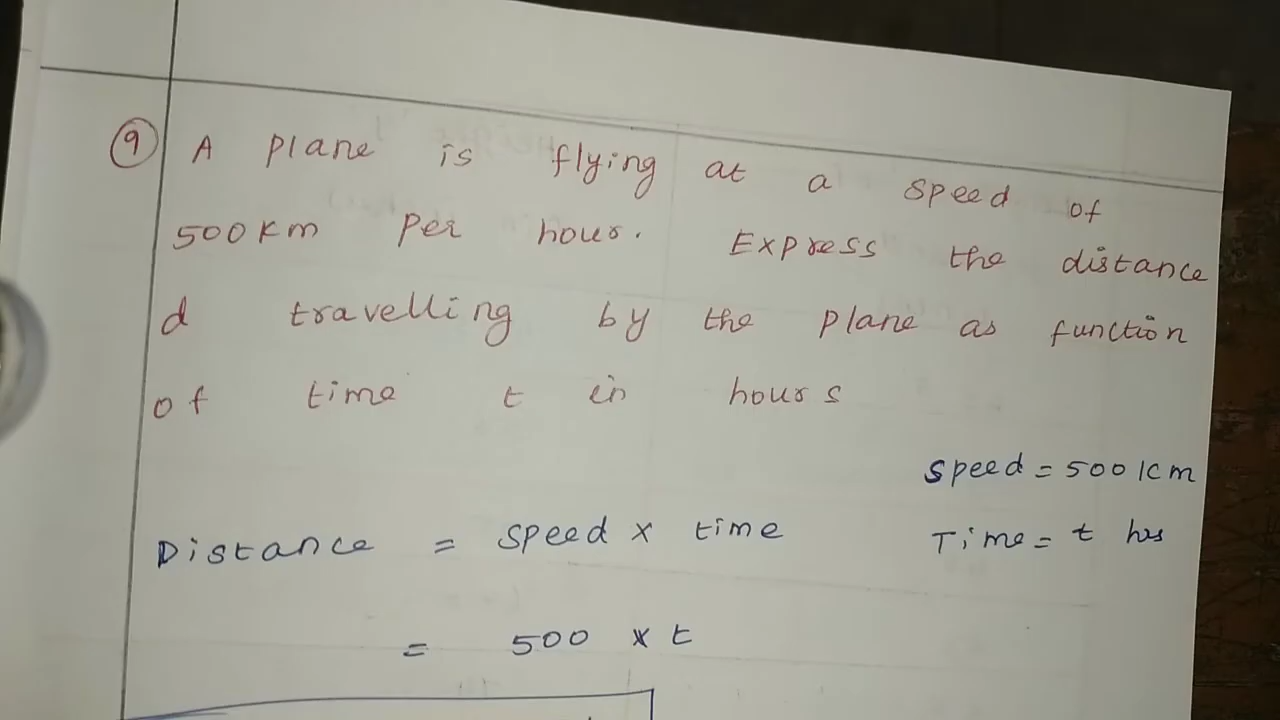 9 A plane is flying at a speed of
500km per hour. Express the distance
d travelling by the plane as function
of time t in hours
speed = 500 km
Distance = speed x time
Time = t hrs
= 500 x t